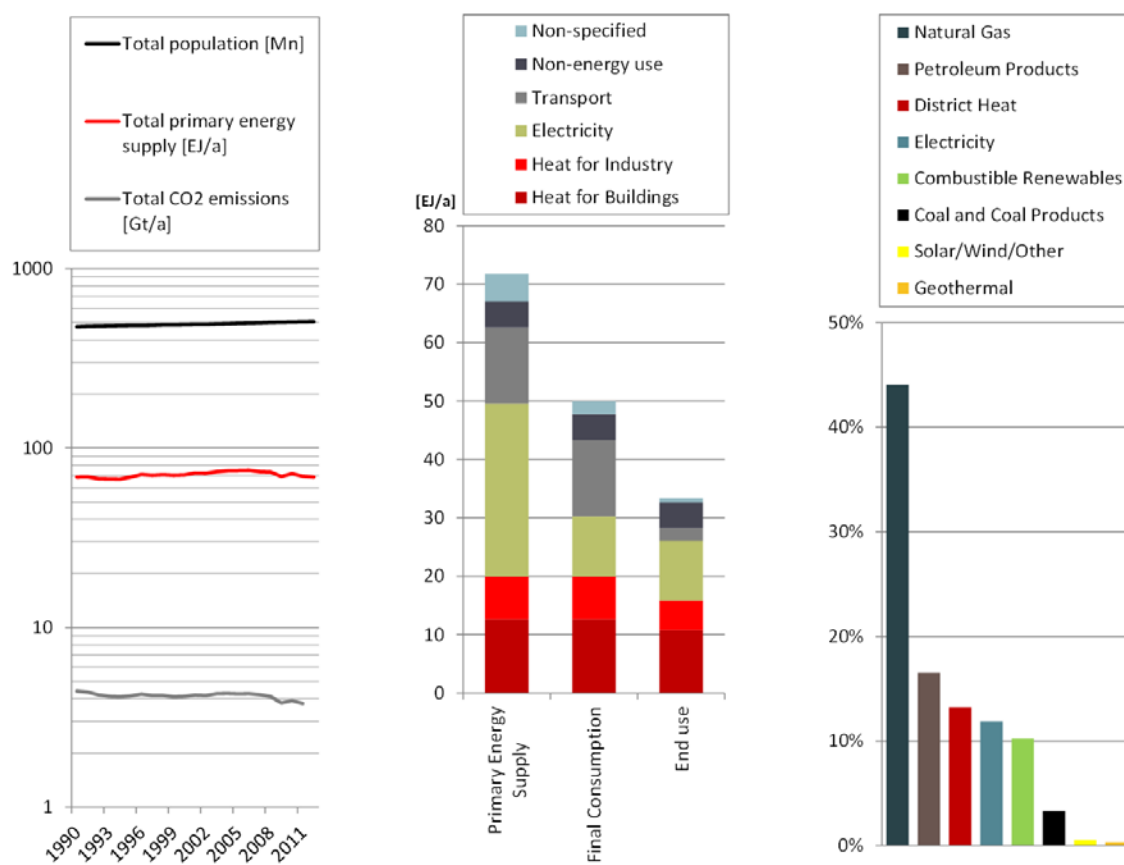 Total population [Mn]
Total primary energy
supply [EJ/a]
Total CO2 emissions
[Gt/a]
1000
100
10
1
1990
1993
1996
1999
2002
2005
2008
2011
Non-specified
Non-energy use
Transport
Electricity
Heat for Industry
Heat for Buildings
[EJ/a]
80
70
60
50
40
30
20
10
0
Primary Energy
Supply
Final Consumption
End use
Natural Gas
Petroleum Products
District Heat
Electricity
Combustible Renewables
Coal and Coal Products
Solar/Wind/Other
Geothermal
50%
40%
30%
20%
10%
0%